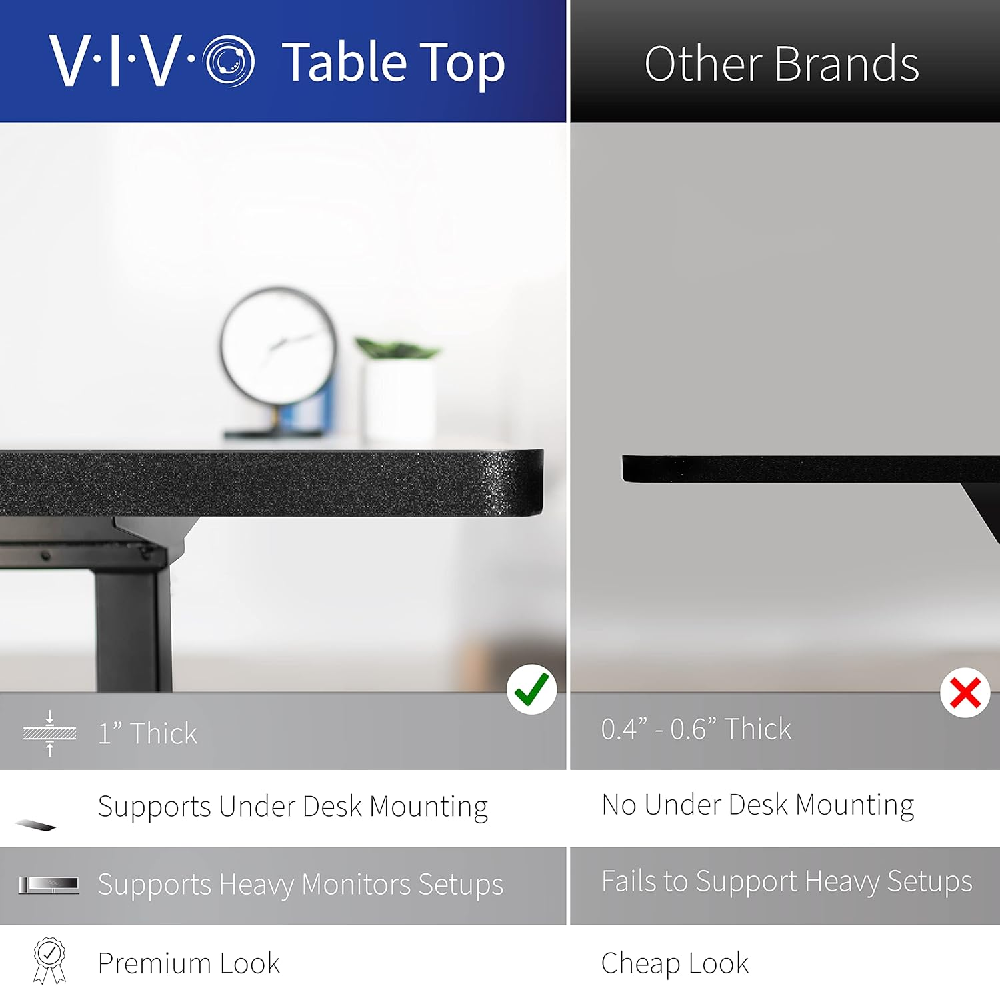 V·I·V·O Table Top
Other Brands
1” Thick
0.4” - 0.6” Thick
Supports Under Desk Mounting
No Under Desk Mounting
Supports Heavy Monitors Setups
Fails to Support Heavy Setups
Premium Look
Cheap Look